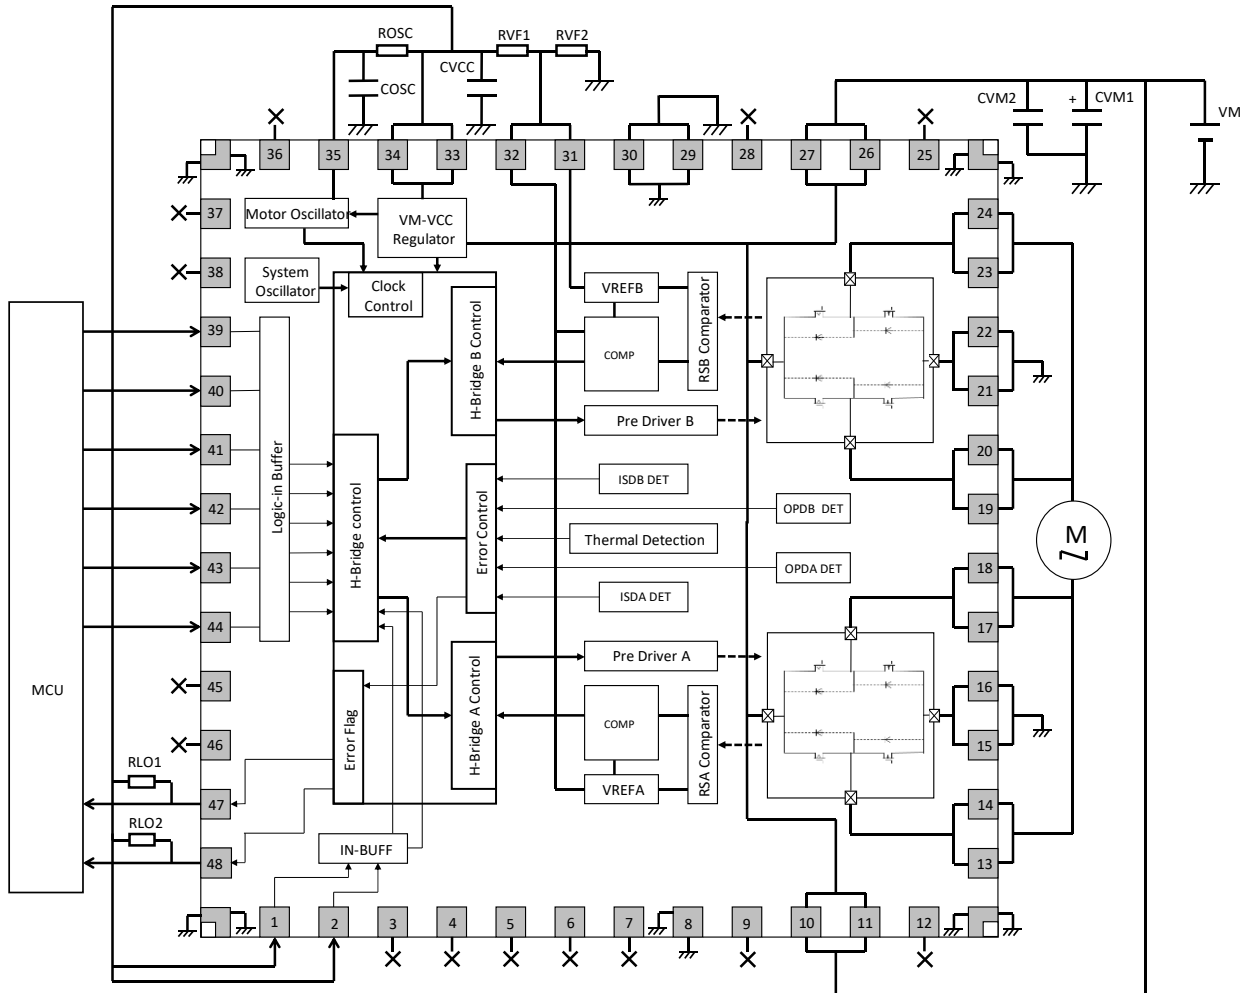 ROSC
RVF1
RVF2
COSC
CVCC
CVM2
+
CVM1
VM
36
35
34
33
32
31
30
29
28
27
26
25
37
Motor Oscillator
VM-VCC
Regulator
24
38
System
Oscillator
Clock
Control
VREFB
23
39
COMP
RSB Comparator
H-Bridge B Control
22
40
21
41
Pre Driver B
20
Logic-in Buffer
ISDB DET
42
OPDB DET
19
H-Bridge control
Error Control
Thermal Detection
M
43
OPDA DET
18
ISDA DET
44
17
Pre Driver A
MCU
45
16
H-Bridge A Control
COMP
RSA Comparator
Error Flag
46
15
RLO1
VREFA
47
14
RLO2
IN-BUFF
48
13
1
2
3
4
5
6
7
8
9
10
11
12